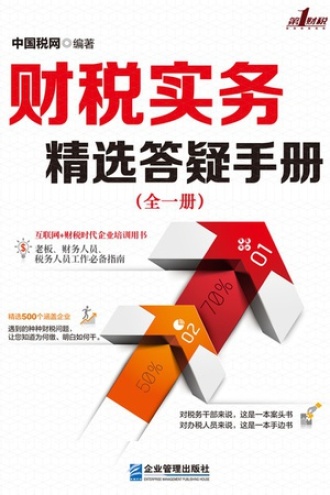 第1财税
中国税网 编著
财税实务
精选答疑手册
(全一册)
互联网+财税时代企业培训用书
老板、财务人员、
税务人员工作必备指南
01
70%
精选500个涵盖企业
遇到的种种财税问题，
让您知道为何缴，明白如何干。
02
50%
对税务干部来说，这是一本案头书
对办税人员来说，这是一本手边书
企业管理出版社